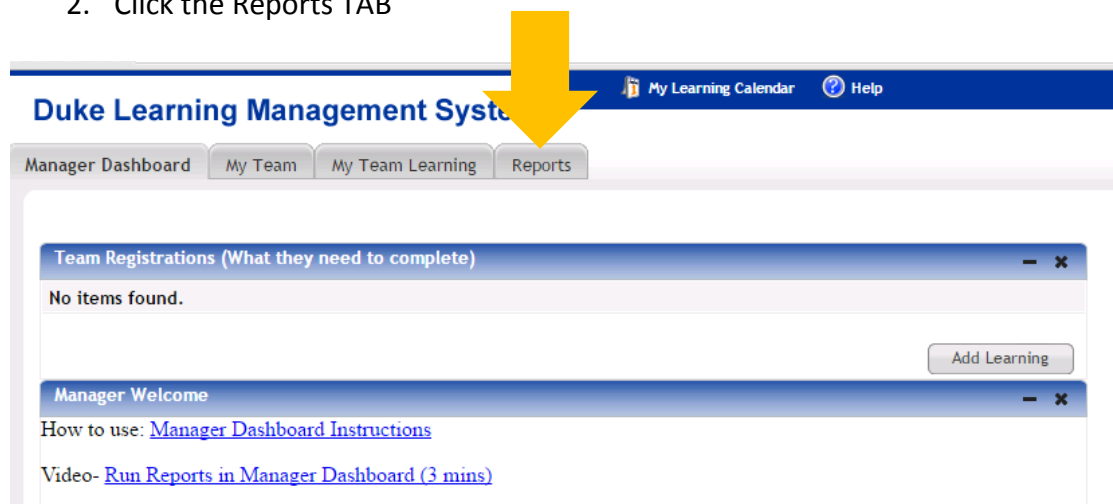 2. Click the Reports TAB
My Learning Calendar Help
Duke Learning Management Syste
Manager Dashboard My Team My Team Learning Reports
Team Registrations (What they need to complete)
No items found.
Add Learning
Manager Welcome
How to use: Manager Dashboard Instructions
Video- Run Reports in Manager Dashboard (3 mins)